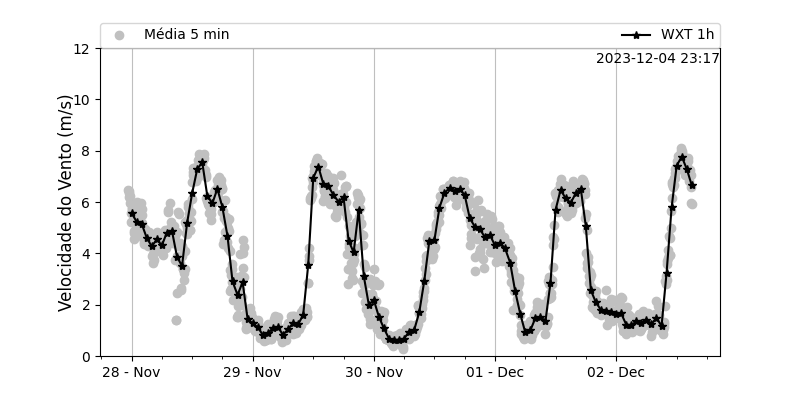 Média 5 min
WXT 1h
2023-12-04 23:17
Velocidade do Vento (m/s)
12
10
8
6
4
2
0
28 - Nov
29 - Nov
30 - Nov
01 - Dec
02 - Dec